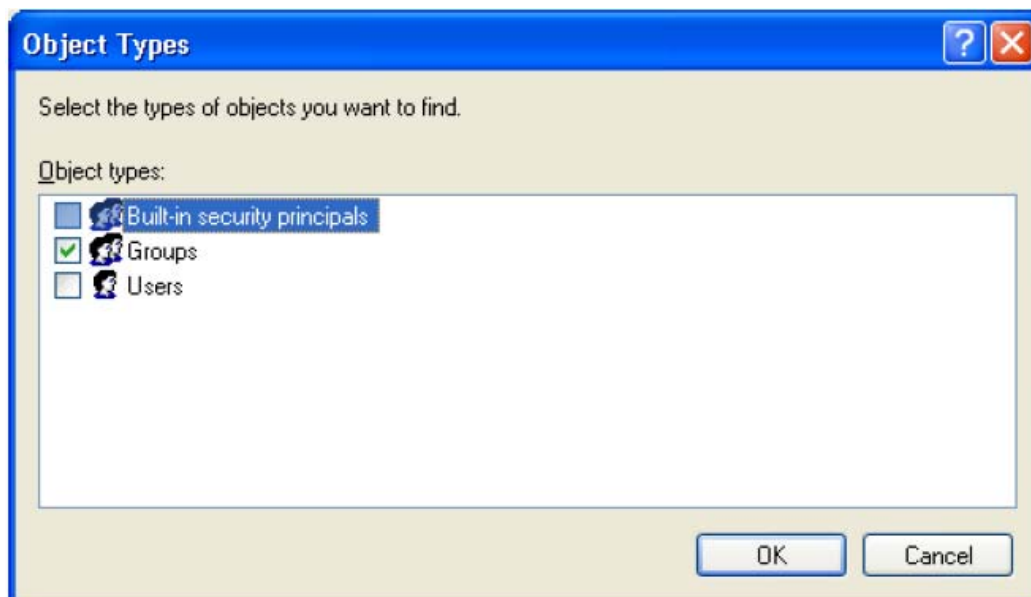 Object Types
?
Select the types of objects you want to find.
Object types:
Built-in security principals
Groups
Users
OK Cancel